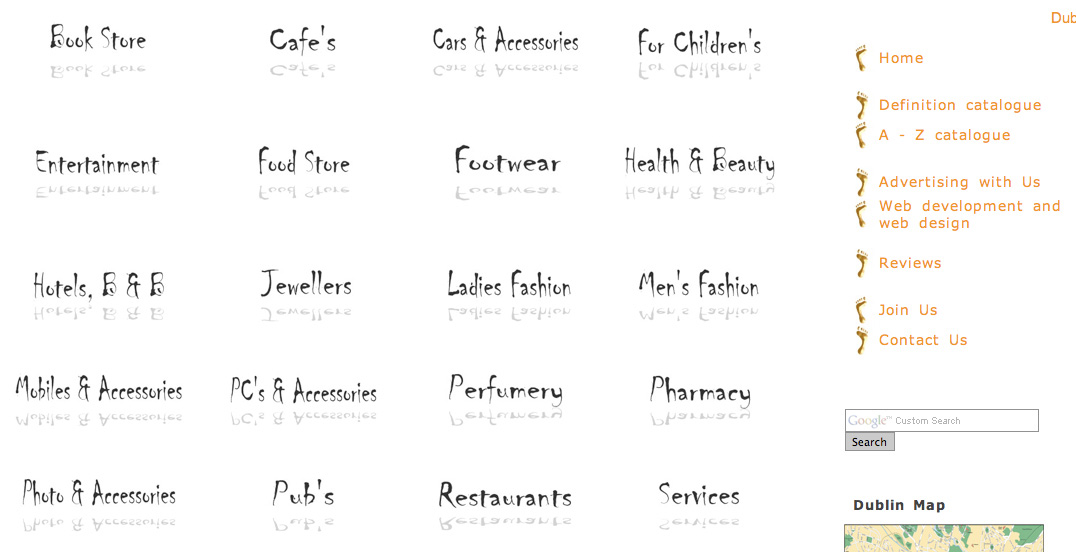 Book Store
Cafe's
Cars & Accessories
For Children's
Entertainment
Food Store
Footwear
Health & Beauty
Hotels, B & B
Jewellers
Ladies Fashion
Men's Fashion
Mobiles & Accessories
PC's & Accessories
Perfumery
Pharmacy
Photo & Accessories
Pub's
Restaurants
Services
Dub
Home
Definition catalogue
A - Z catalogue
Advertising with Us
Web development and
web design
Reviews
Join Us
Contact Us
Google™ Custom Search
Search
Dublin Map